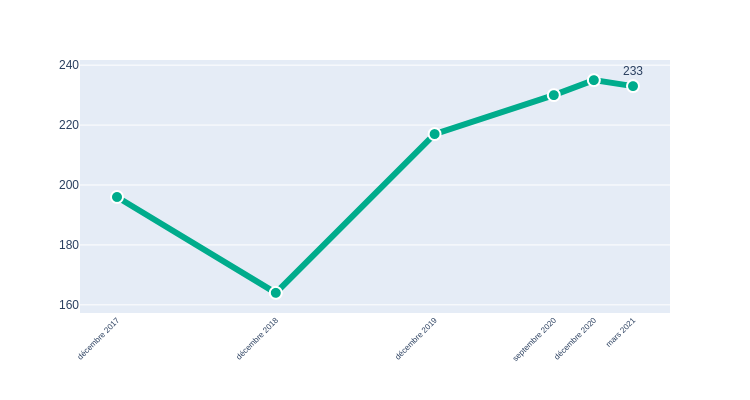 240
233
220
200
180
160
décembre 2017
décembre 2018
décembre 2019
septembre 2020
décembre 2020
mars 2021